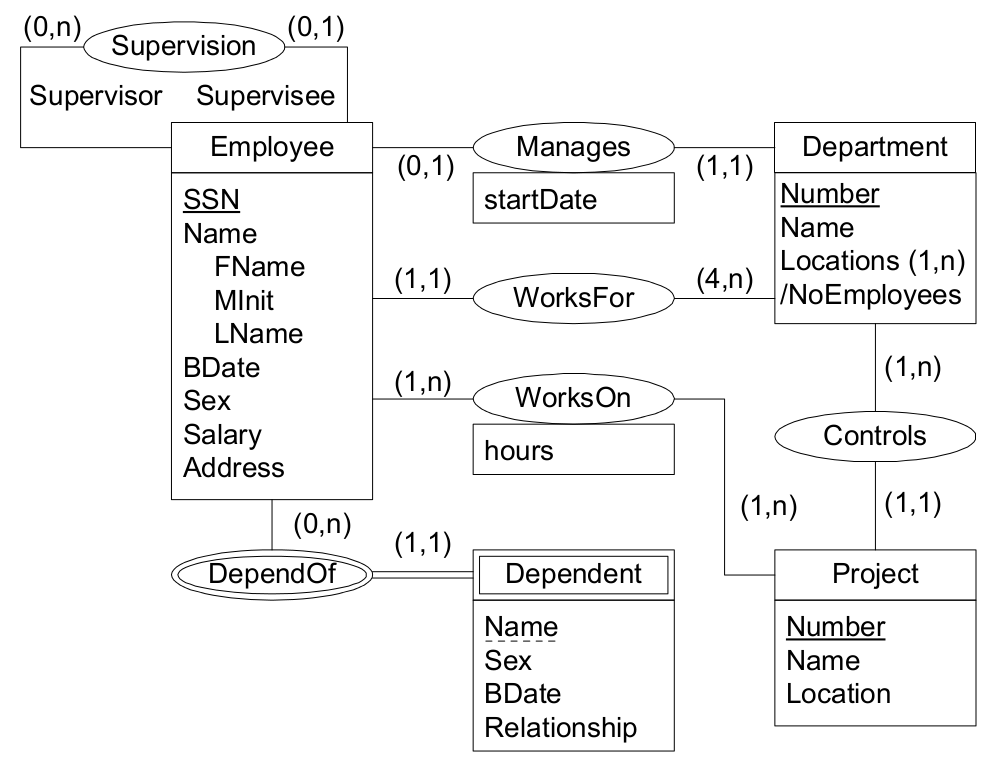 (0,n)
Supervision
(0,1)
Supervisor
Supervisee
Employee
SSN
Name
FName
MInit
LName
BDate
Sex
Salary
Address
(0,1)
Manages
startDate
(1,1)
Department
Number
Name
Locations (1,n)
/NoEmployees
(1,1)
WorksFor
(4,n)
(1,n)
WorksOn
hours
(1,n)
(1,n)
Controls
(1,1)
(0,n)
DependOf
(1,1)
Dependent
Name
Sex
BDate
Relationship
Project
Number
Name
Location